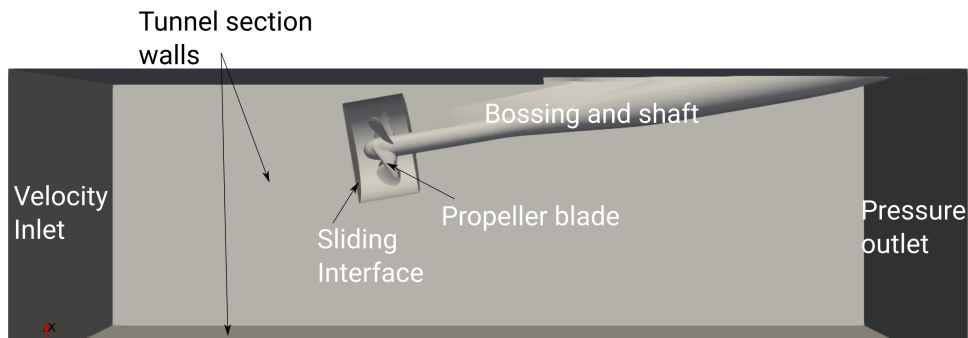 Tunnel section
walls
Bossing and shaft
Velocity
Inlet
Propeller blade
Sliding
Interface
Pressure
outlet
X